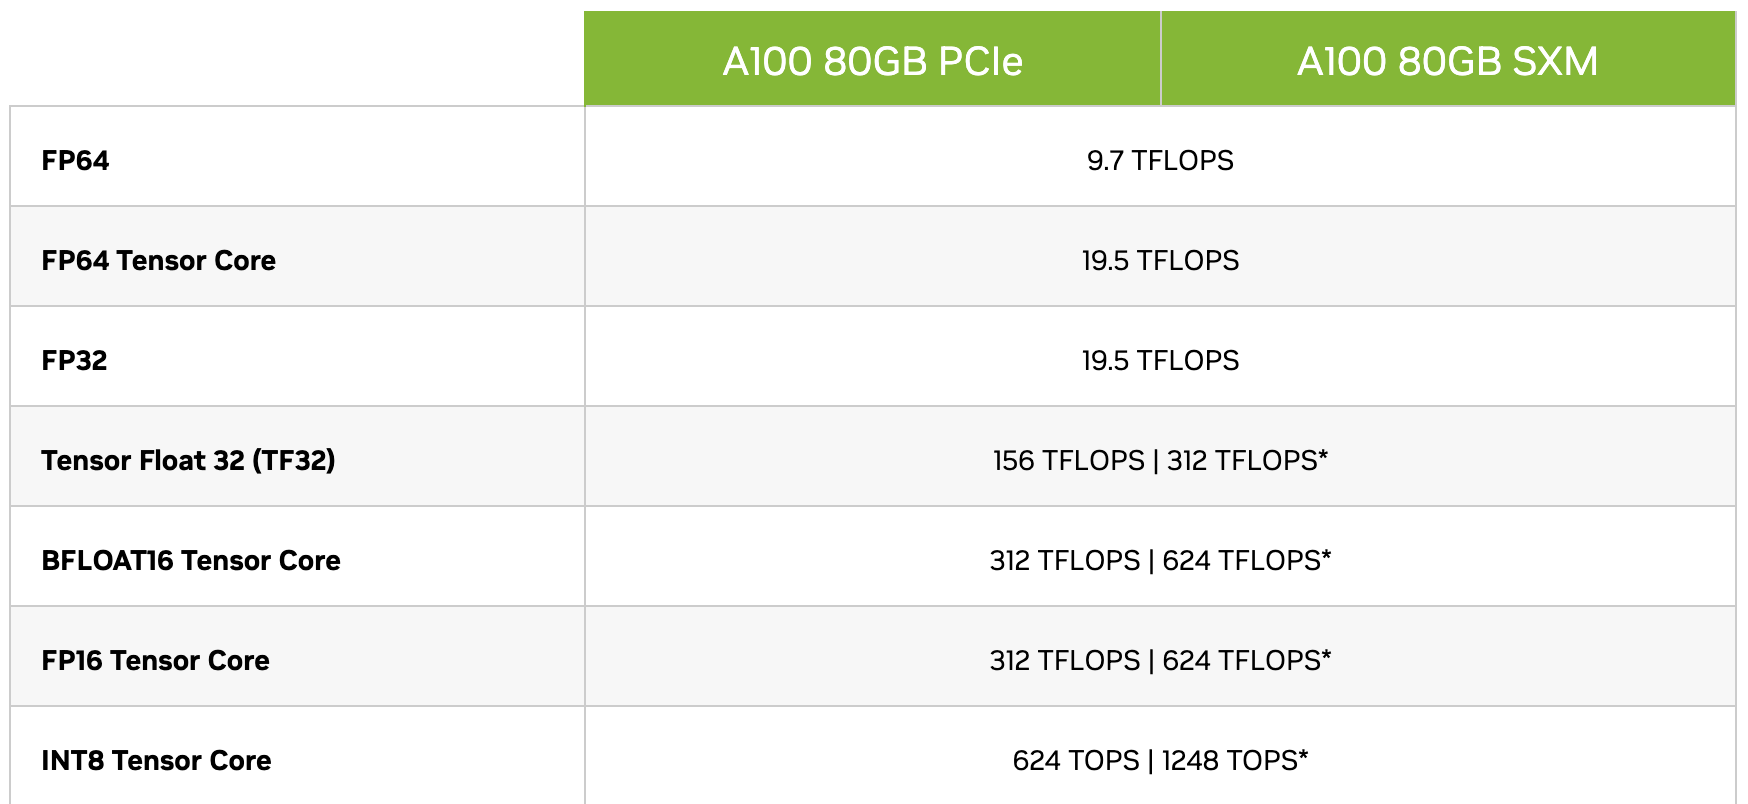 A100 80GB PCIe A100 80GB SXM
FP64 9.7 TFLOPS
FP64 Tensor Core 19.5 TFLOPS
FP32 19.5 TFLOPS
Tensor Float 32 (TF32) 156 TFLOPS | 312 TFLOPS*
BFLOAT16 Tensor Core 312 TFLOPS | 624 TFLOPS*
FP16 Tensor Core 312 TFLOPS | 624 TFLOPS*
INT8 Tensor Core 624 TOPS | 1248 TOPS*